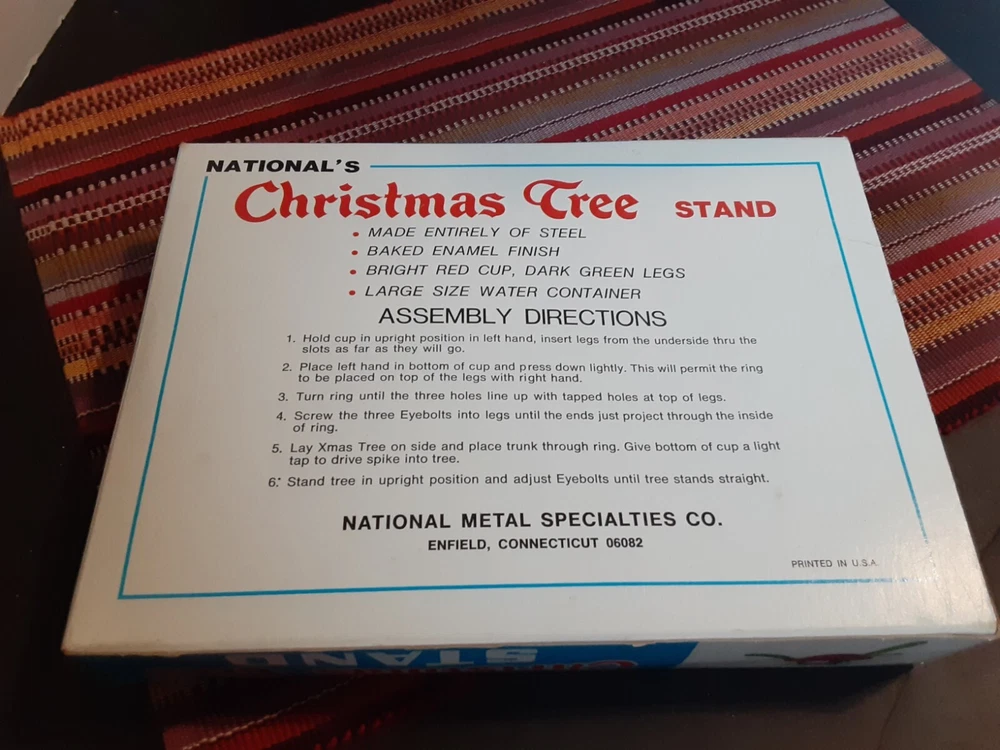 NATIONAL'S
Christmas Tree STAND
• MADE ENTIRELY OF STEEL
• BAKED ENAMEL FINISH
• BRIGHT RED CUP, DARK GREEN LEGS
• LARGE SIZE WATER CONTAINER
ASSEMBLY DIRECTIONS
1. Hold cup in upright position in left hand, insert legs from the underside thru the
slots as far as they will go.
2. Place left hand in bottom of cup and press down lightly. This will permit the ring
to be placed on top of the legs with right hand.
3. Turn ring until the three holes line up with tapped holes at top of legs.
4. Screw the three Eyebolts into legs until the ends just project through the inside
of ring.
5. Lay Xmas Tree on side and place trunk through ring. Give bottom of cup a light
tap to drive spike into tree.
6. Stand tree in upright position and adjust Eyebolts until tree stands straight.
NATIONAL METAL SPECIALTIES CO.
ENFIELD, CONNECTICUT 06082
PRINTED IN U.S.A.
STAND